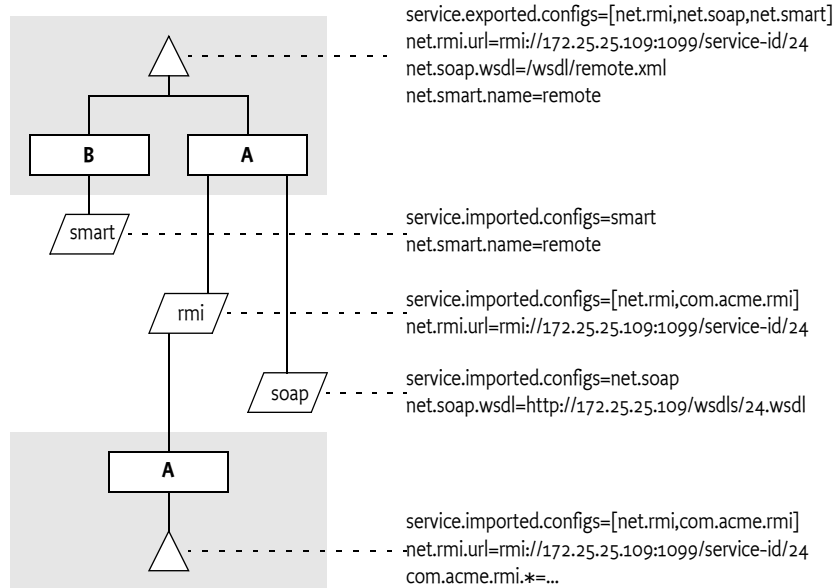 service.exported.configs=[net.rmi,net.soap,net.smart]
net.rmi.url=rmi://172.25.25.109:1099/service-id/24
net.soap.wsdl=/wsdl/remote.xml
net.smart.name=remote
B
A
smart
service.imported.configs=smart
net.smart.name=remote
rmi
service.imported.configs=[net.rmi,com.acme.rmi]
net.rmi.url=rmi://172.25.25.109:1099/service-id/24
soap
service.imported.configs=net.soap
net.soap.wsdl=http://172.25.25.109/wsdls/24.wsdl
A
service.imported.configs=[net.rmi,com.acme.rmi]
net.rmi.url=rmi://172.25.25.109:1099/service-id/24
com.acme.rmi.*=...